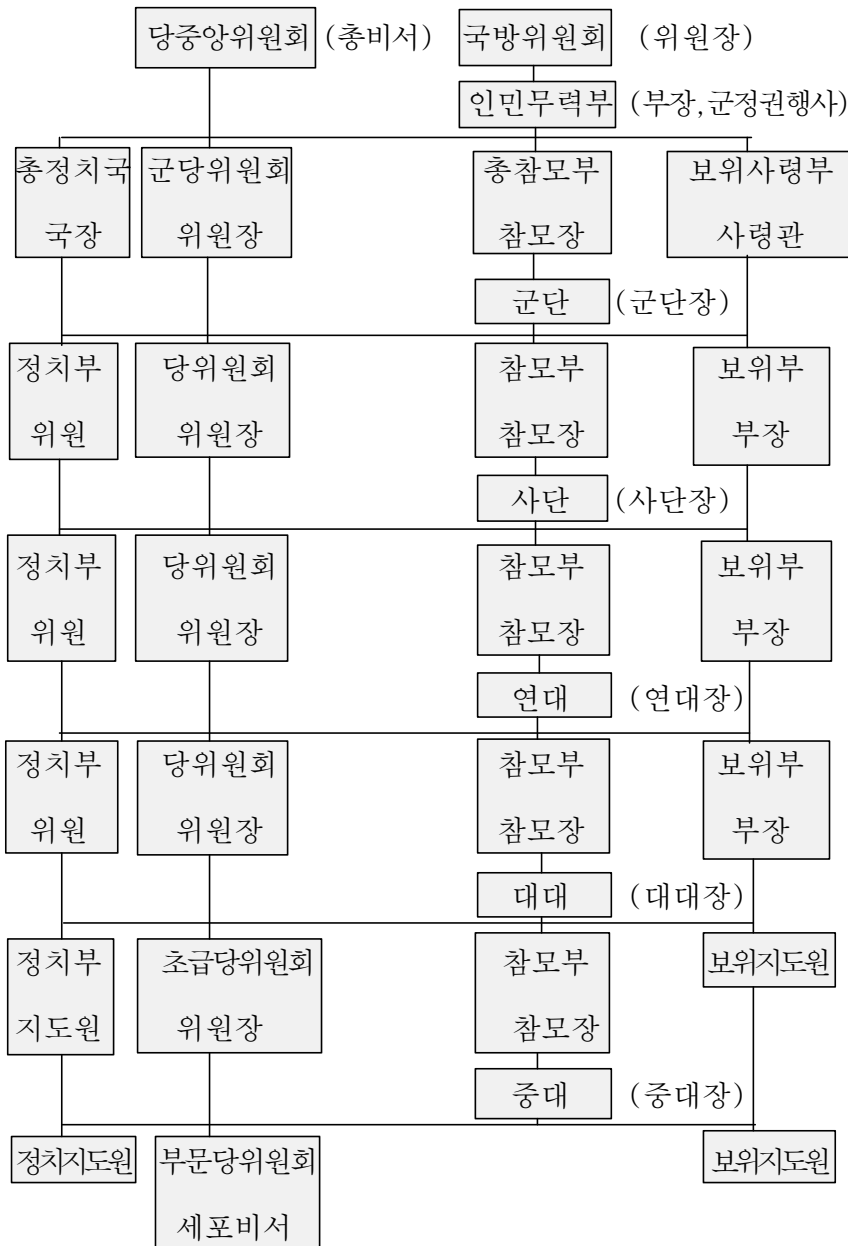 당중앙위원회 (총비서) 국방위원회 (위원장)
인민무력부 (부장,군정권행사)
총정치국 군당위원회 총참모부 보위사령부
국장 위원장 참모장 사령관
군단 (군단장)
정치부 당위원회 참모부 보위부
위원 위원장 참모장 부장
사단 (사단장)
정치부 당위원회 참모부 보위부
위원 위원장 참모장 부장
연대 (연대장)
정치부 당위원회 참모부 보위부
위원 위원장 참모장 부장
대대 (대대장)
정치부 초급당위원회 참모부 보위지도원
지도원 위원장 참모장
중대 (중대장)
정치지도원 부문당위원회 보위지도원
세포비서